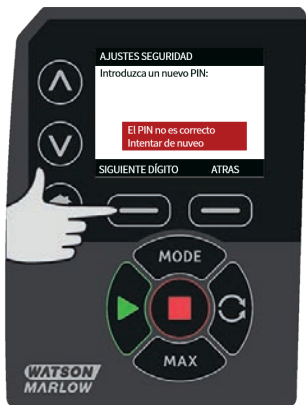 AJUSTES SEGURIDAD
Introduzca un nuevo PIN:
El PIN no es correcto
Intentar de nuveo
SIGUIENTE DÍGITO ATRAS
MODE
MAX
WATSON
MARLOW